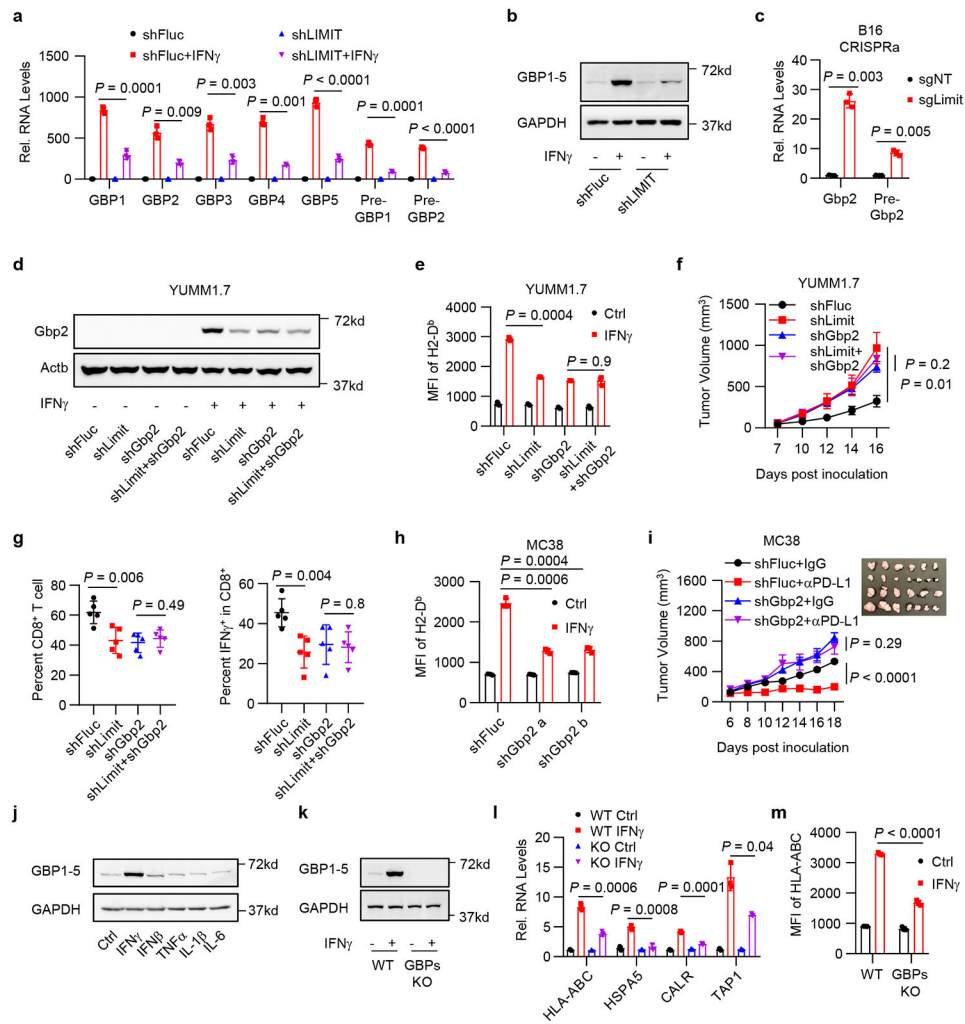 a
shFluc
shLIMIT
shFluc+IFNγ
shLIMIT+IFNγ
Rel. RNA Levels
1500
1000
500
0
P = 0.0001
P = 0.009
P = 0.003
P = 0.001
P < 0.0001
P = 0.0001
P < 0.0001
GBP1
GBP2
GBP3
GBP4
GBP5
Pre-
GBP1
Pre-
GBP2
b
GBP1-5
72kd
GAPDH
37kd
IFNγ
- + - +
shFluc
shLIMIT
c
B16
CRISPRa
sgNT
sgLimit
Rel. RNA Levels
40
30
20
10
0
P = 0.003
P = 0.005
Gbp2
Pre-
Gbp2
d
YUMM1.7
Gbp2
72kd
Actb
37kd
IFNγ
- - - - + + + +
shFluc
shLimit
shGbp2
shLimit+shGbp2
shFluc
shLimit
shGbp2
shLimit+shGbp2
e
YUMM1.7
Ctrl
IFNγ
MFI of H2-Dᵇ
4000
3000
2000
1000
0
P = 0.0004
P = 0.9
shFluc
shLimit
shGbp2
shLimit
+shGbp2
f
YUMM1.7
shFluc
shLimit
shGbp2
shLimit+
shGbp2
Tumor Volume (mm³)
1500
1000
500
0
P = 0.2
P = 0.01
7 10 12 14 16
Days post inoculation
g
Percent CD8⁺ T cell
80
60
40
20
0
P = 0.006
P = 0.49
shFluc
shLimit
shGbp2
shLimit+shGbp2
Percent IFNγ⁺ in CD8⁺
80
60
40
20
0
P = 0.004
P = 0.8
shFluc
shLimit
shGbp2
shLimit+shGbp2
h
MC38
P = 0.0004
P = 0.0006
Ctrl
IFNγ
MFI of H2-Dᵇ
3000
2000
1000
0
shFluc
shGbp2 a
shGbp2 b
i
MC38
shFluc+IgG
shFluc+αPD-L1
shGbp2+IgG
shGbp2+αPD-L1
Tumor Volume (mm³)
1600
1200
800
400
0
P = 0.29
P < 0.0001
6 8 10 12 14 16 18
Days post inoculation
j
GBP1-5
72kd
GAPDH
37kd
Ctrl
IFNγ
IFNβ
TNFα
IL-1β
IL-6
k
GBP1-5
72kd
GAPDH
37kd
IFNγ
- + - +
WT
GBPs
KO
l
WT Ctrl
WT IFNγ
KO Ctrl
KO IFNγ
Rel. RNA Levels
20
15
10
5
0
P = 0.04
P = 0.0006
P = 0.0001
P = 0.0008
HLA-ABC
HSPA5
CALR
TAP1
m
P < 0.0001
Ctrl
IFNγ
MFI of HLA-ABC
4000
3000
2000
1000
0
WT
GBPs
KO